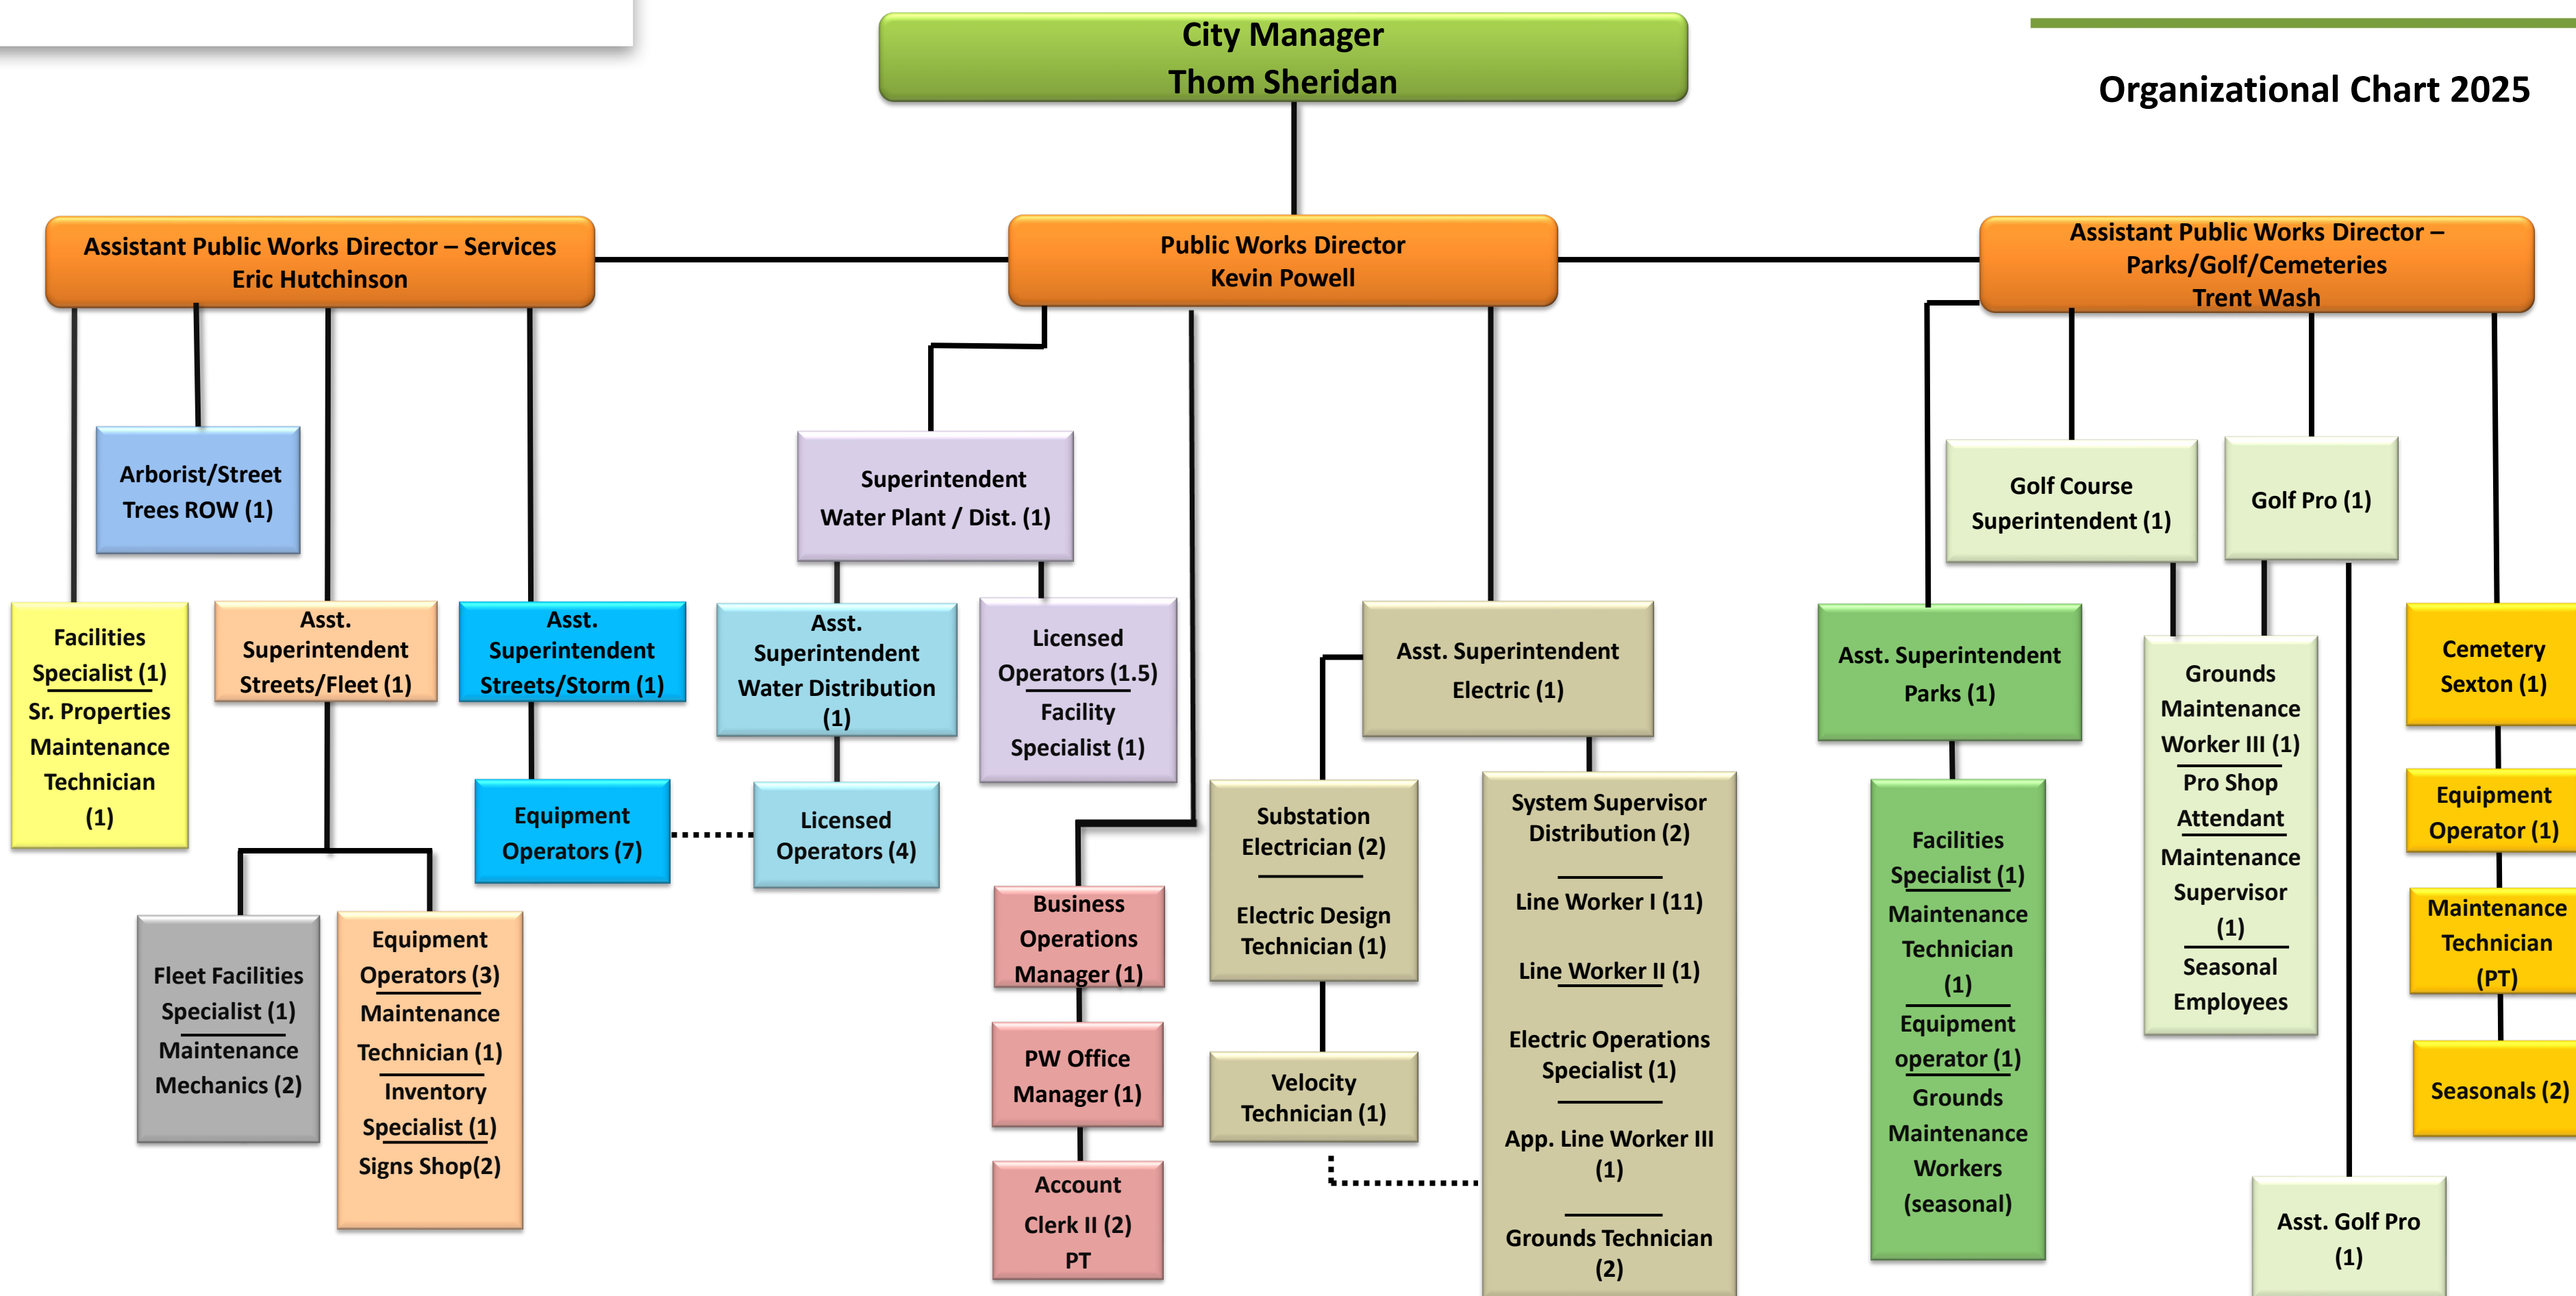 City Manager
Thom Sheridan
Organizational Chart 2025
Assistant Public Works Director – Services
Eric Hutchinson
Public Works Director
Kevin Powell
Assistant Public Works Director –
Parks/Golf/Cemeteries
Trent Wash
Arborist/Street
Trees ROW (1)
Facilities
Specialist (1)
Sr. Properties
Maintenance
Technician
(1)
Asst.
Superintendent
Streets/Fleet (1)
Asst.
Superintendent
Streets/Storm (1)
Equipment
Operators (7)
Fleet Facilities
Specialist (1)
Maintenance
Mechanics (2)
Equipment
Operators (3)
Maintenance
Technician (1)
Inventory
Specialist (1)
Signs Shop(2)
Superintendent
Water Plant / Dist. (1)
Asst.
Superintendent
Water Distribution
(1)
Licensed
Operators (4)
Licensed
Operators (1.5)
Facility
Specialist (1)
Business
Operations
Manager (1)
PW Office
Manager (1)
Account
Clerk II (2)
PT
Asst. Superintendent
Electric (1)
Substation
Electrician (2)
Electric Design
Technician (1)
Velocity
Technician (1)
System Supervisor
Distribution (2)
Line Worker I (11)
Line Worker II (1)
Electric Operations
Specialist (1)
App. Line Worker III
(1)
Grounds Technician
(2)
Asst. Superintendent
Parks (1)
Facilities
Specialist (1)
Maintenance
Technician
(1)
Equipment
operator (1)
Grounds
Maintenance
Workers
(seasonal)
Golf Course
Superintendent (1)
Golf Pro (1)
Grounds
Maintenance
Worker III (1)
Pro Shop
Attendant
Maintenance
Supervisor
(1)
Seasonal
Employees
Asst. Golf Pro
(1)
Cemetery
Sexton (1)
Equipment
Operator (1)
Maintenance
Technician
(PT)
Seasonals (2)